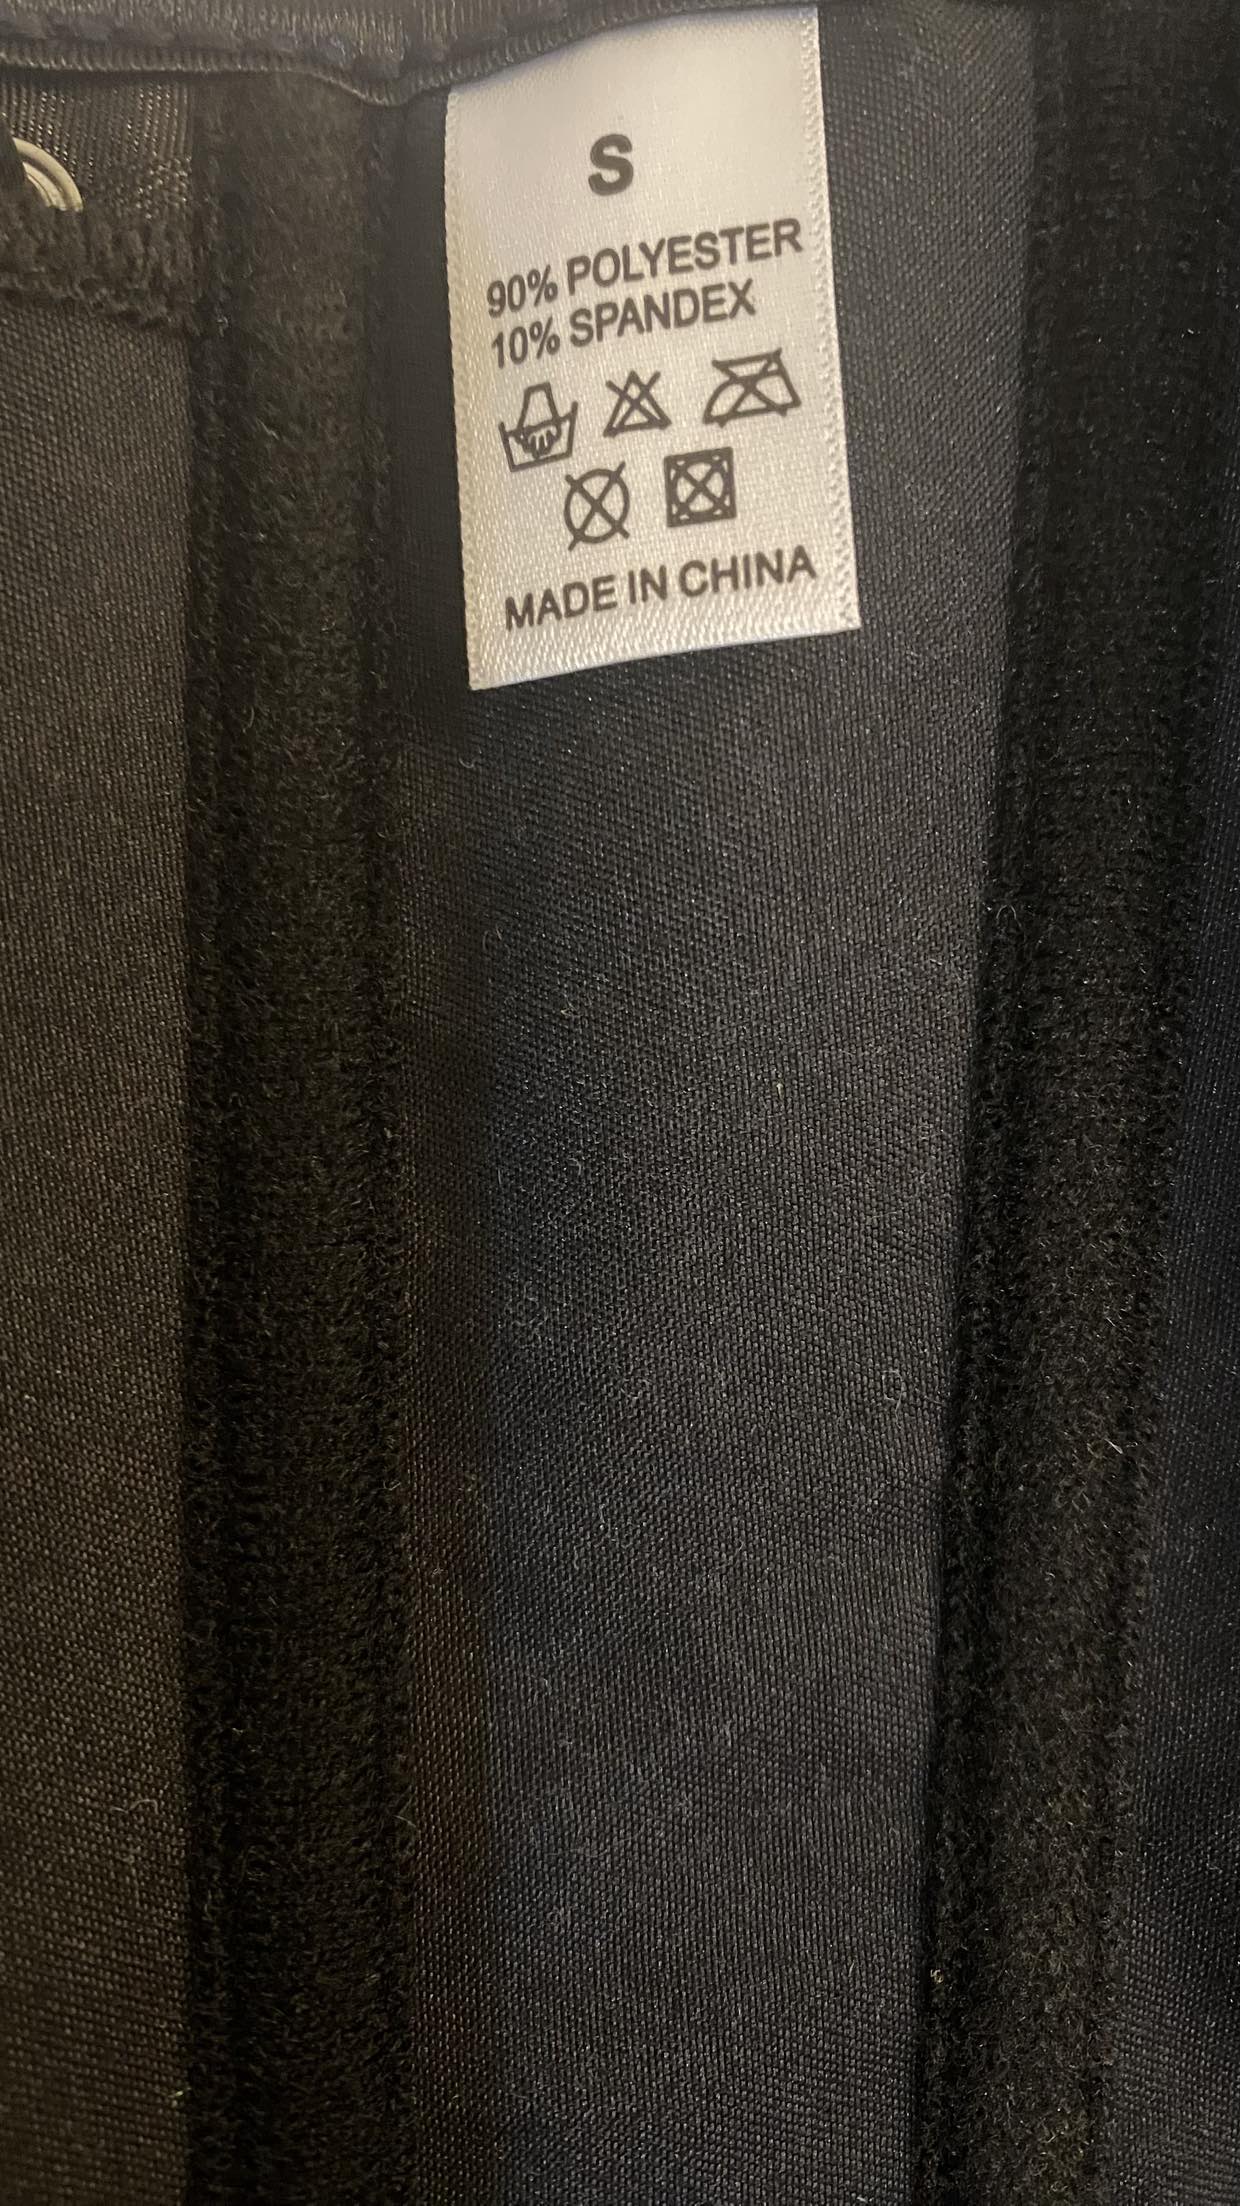 S
90% POLYESTER
10% SPANDEX
MADE IN CHINA